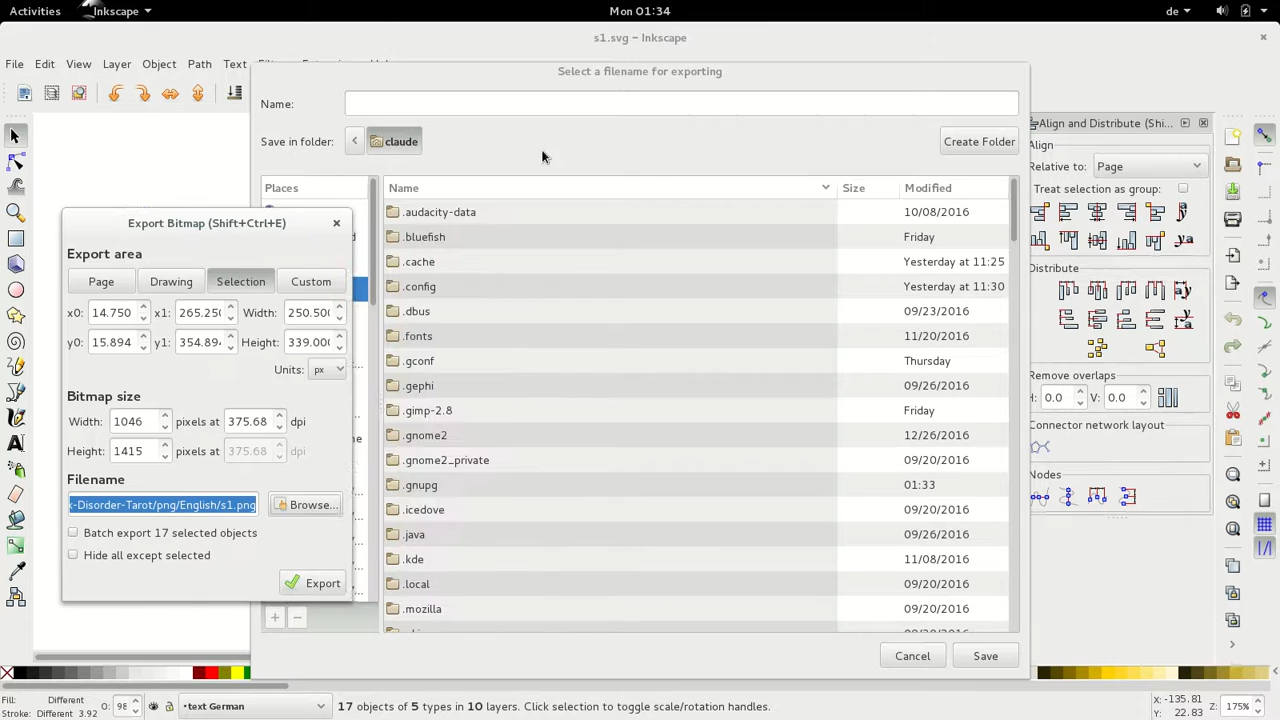 Activities Inkscape Mon 01:34 de
s1.svg – Inkscape
File Edit View Layer Object Path Text
Select a filename for exporting
Name:
Save in folder: claude Create Folder
Places Name Size Modified
.audacity-data 10/08/2016
.bluefish Friday
.cache Yesterday at 11:25
.config Yesterday at 11:30
.dbus 09/23/2016
.fonts 11/20/2016
.gconf Thursday
.gephi 09/26/2016
.gimp-2.8 Friday
.gnome2 12/26/2016
.gnome2_private 09/20/2016
.gnupg 01:33
.icedove 09/20/2016
.java 09/26/2016
.kde 11/08/2016
.local 09/20/2016
.mozilla 09/20/2016
Cancel Save
Export Bitmap (Shift+Ctrl+E)
Export area
Page Drawing Selection Custom
x0: 14.750 x1: 265.250 Width: 250.500
y0: 15.894 y1: 354.894 Height: 339.000
Units: px
Bitmap size
Width: 1046 pixels at 375.68 dpi
Height: 1415 pixels at 375.68 dpi
Filename
x-Disorder-Tarot/png/English/s1.png Browse...
Batch export 17 selected objects
Hide all except selected
Export
Align and Distribute (Shi...
Align
Relative to: Page
Treat selection as group:
Distribute
Remove overlaps
H: 0.0 V: 0.0
Connector network layout
Nodes
Fill: Different
Stroke: Different 3.92
O: 98
•text German
17 objects of 5 types in 10 layers. Click selection to toggle scale/rotation handles.
X: -135.81
Y: 22.83
Z: 175%